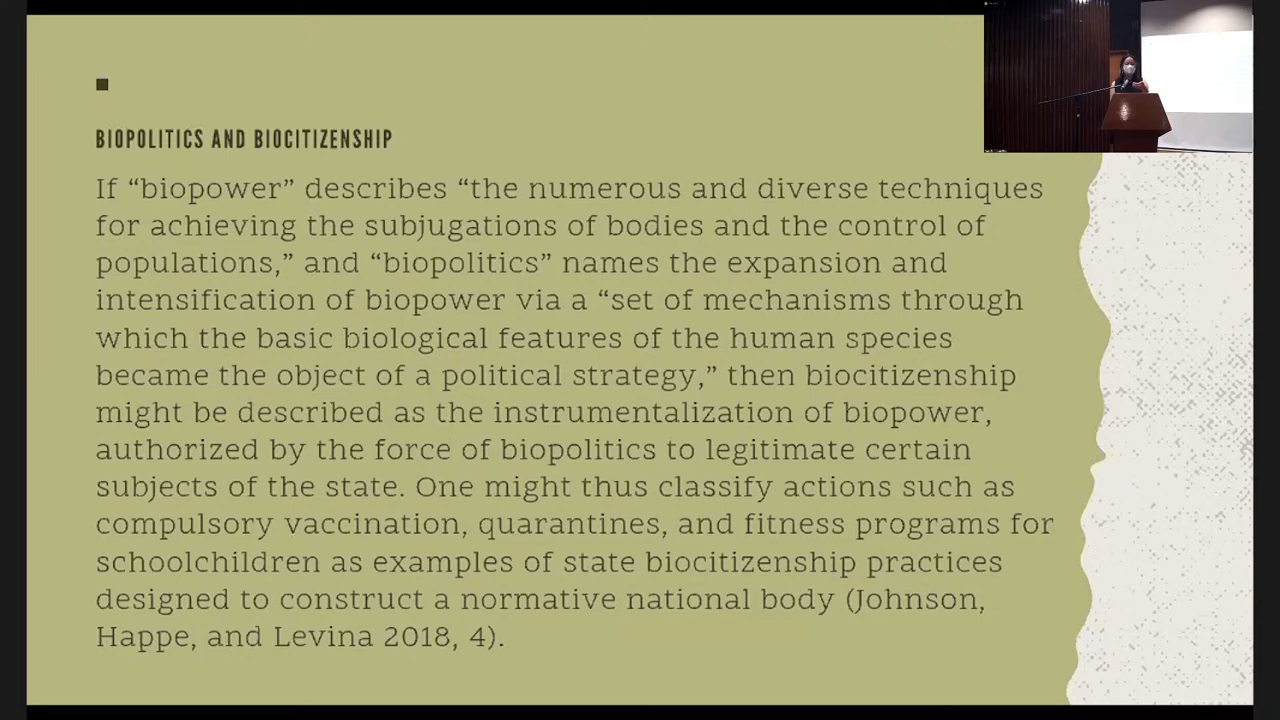 BIOPOLITICS AND BIOCITIZENSHIP
If “biopower” describes “the numerous and diverse techniques
for achieving the subjugations of bodies and the control of
populations,” and “biopolitics” names the expansion and
intensification of biopower via a “set of mechanisms through
which the basic biological features of the human species
became the object of a political strategy,” then biocitizenship
might be described as the instrumentalization of biopower,
authorized by the force of biopolitics to legitimate certain
subjects of the state. One might thus classify actions such as
compulsory vaccination, quarantines, and fitness programs for
schoolchildren as examples of state biocitizenship practices
designed to construct a normative national body (Johnson,
Happe, and Levina 2018, 4).